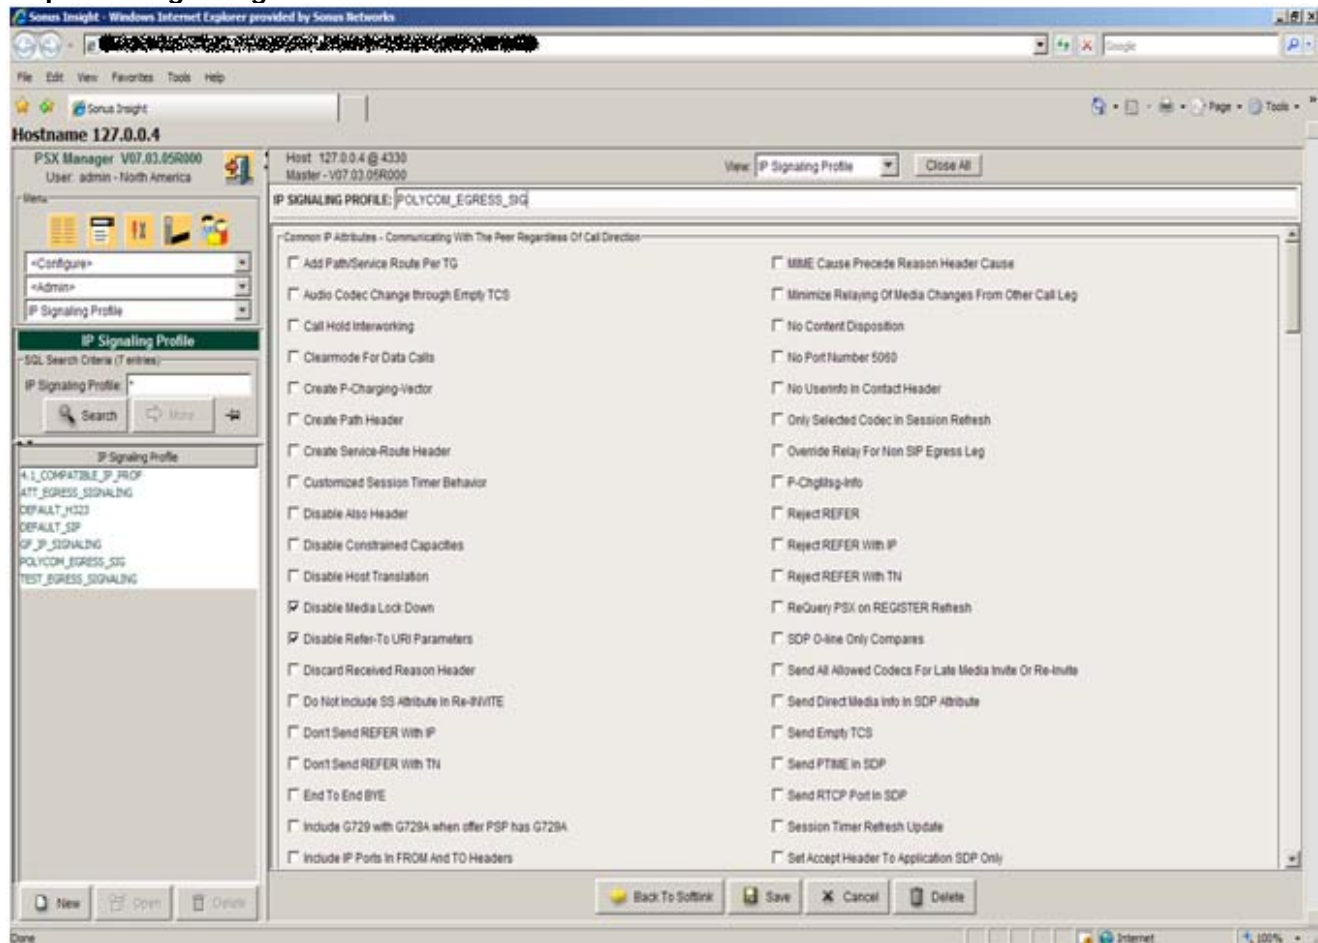 Sonus Insight - Windows Internet Explorer provided by Sonus Networks
Google
File Edit View Favorites Tools Help
Sonus Insight
Page Tools
Hostname 127.0.0.4
PSX Manager V07.03.05R000
User: admin - North America
Host 127.0.0.4 @ 4330
Master - V07.03.05R000
View: IP Signaling Profile
Close All
Menu
IP SIGNALING PROFILE: POLYCOM_EGRESS_SIG
<Configure>
<Admin>
IP Signaling Profile
IP Signaling Profile
SQL Search Criteria (7 entries)
IP Signaling Profile: *
Search More
IP Signaling Profile
4.1_COMPATIBLE_IP_PROF
ATT_EGRESS_SIGNALING
DEFAULT_H323
DEFAULT_SIP
GF_IP_SIGNALING
POLYCOM_EGRESS_SIG
TEST_EGRESS_SIGNALING
New Open Delete
Common IP Attributes - Communicating With The Peer Regardless Of Call Direction
Add Path/Service Route Per TG
Audio Codec Change through Empty TCS
Call Hold Interworking
Clearmode For Data Calls
Create P-Charging-Vector
Create Path Header
Create Service-Route Header
Customized Session Timer Behavior
Disable Also Header
Disable Constrained Capacities
Disable Host Translation
Disable Media Lock Down
Disable Refer-To URI Parameters
Discard Received Reason Header
Do Not Include SS Attribute In Re-INVITE
Don't Send REFER With IP
Don't Send REFER With TN
End To End BYE
Include G729 with G729A when offer PSP has G729A
Include IP Ports In FROM And TO Headers
MIME Cause Precede Reason Header Cause
Minimize Relaying Of Media Changes From Other Call Leg
No Content Disposition
No Port Number 5060
No Userinfo In Contact Header
Only Selected Codec In Session Refresh
Override Relay For Non SIP Egress Leg
P-ChgMsg-Info
Reject REFER
Reject REFER With IP
Reject REFER With TN
ReQuery PSX on REGISTER Refresh
SDP O-line Only Compares
Send All Allowed Codecs For Late Media Invite Or Re-Invite
Send Direct Media Info In SDP Attribute
Send Empty TCS
Send PTIME In SDP
Send RTCP Port In SDP
Session Timer Refresh Update
Set Accept Header To Application SDP Only
Back To Softlink Save Cancel Delete
Done
Internet
100%